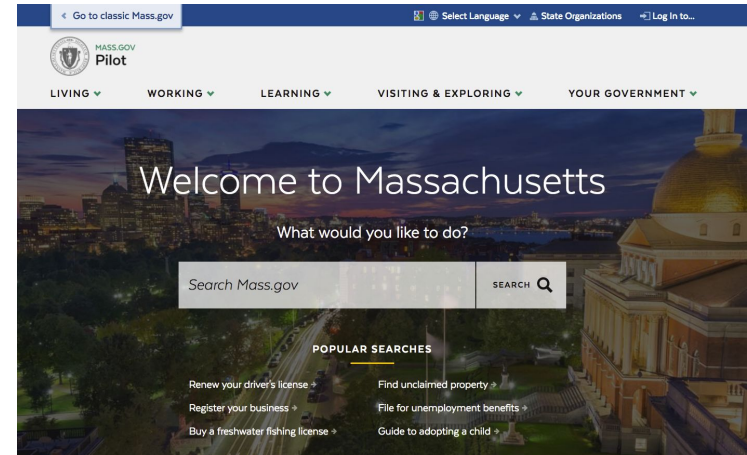 Go to classic Mass.gov
Select Language
State Organizations
Log In to...
MASS.GOV
Pilot
LIVING
WORKING
LEARNING
VISITING & EXPLORING
YOUR GOVERNMENT
Welcome to Massachusetts
What would you like to do?
Search Mass.gov
SEARCH
POPULAR SEARCHES
Renew your driver's license
Find unclaimed property
Register your business
File for unemployment benefits
Buy a freshwater fishing license
Guide to adopting a child